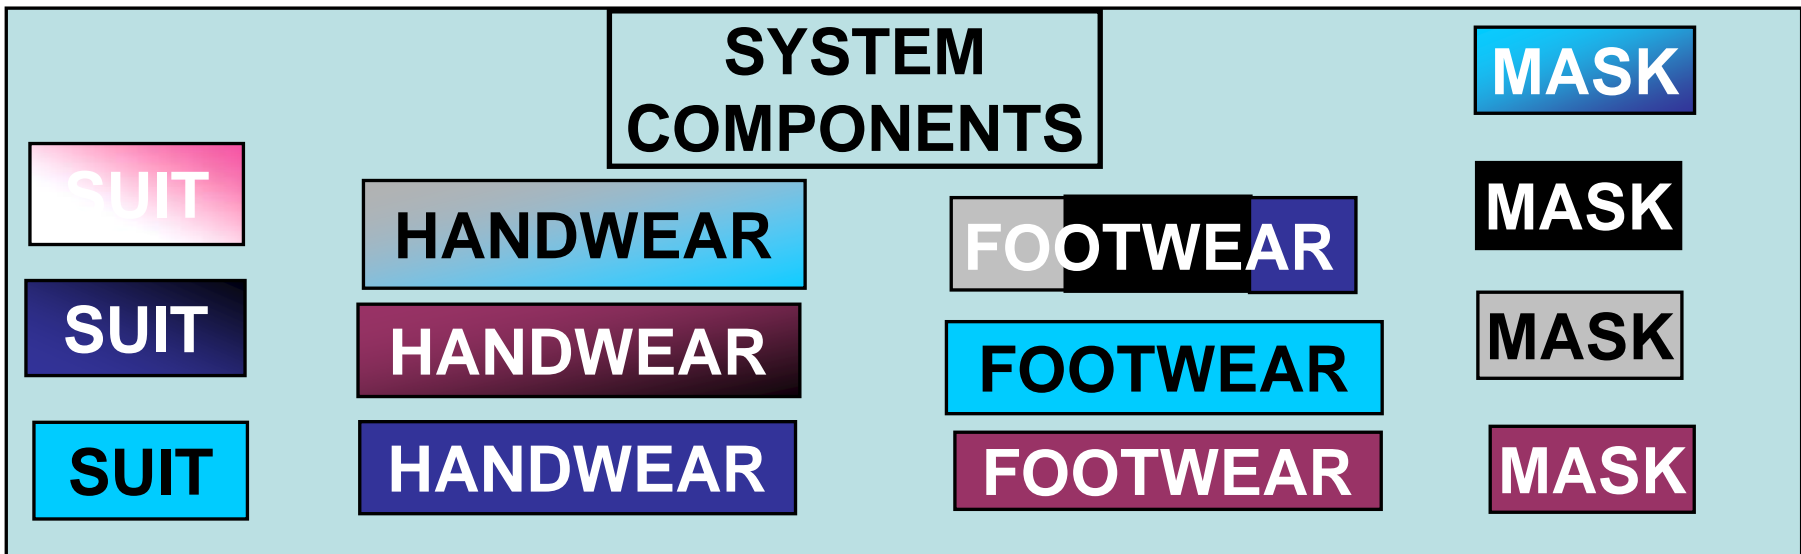 SYSTEM
COMPONENTS
SUIT
SUIT
SUIT
HANDWEAR
HANDWEAR
HANDWEAR
FOOTWEAR
FOOTWEAR
FOOTWEAR
MASK
MASK
MASK
MASK